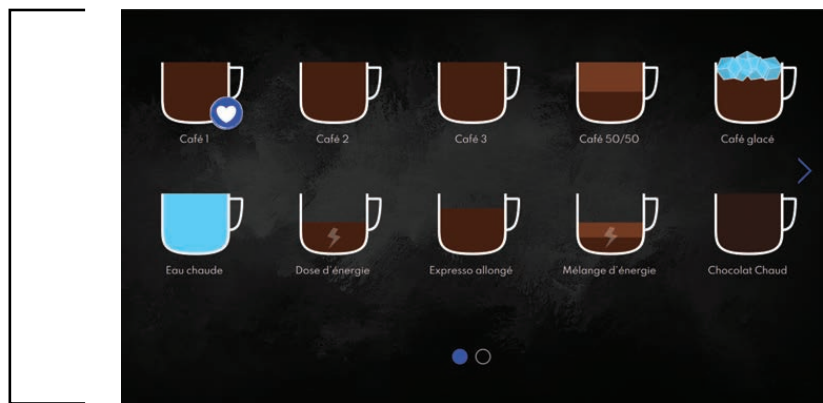 Café 1
Café 2
Café 3
Café 50/50
Café glacé
Eau chaude
Dose d'énergie
Expresso allongé
Mélange d'énergie
Chocolat Chaud